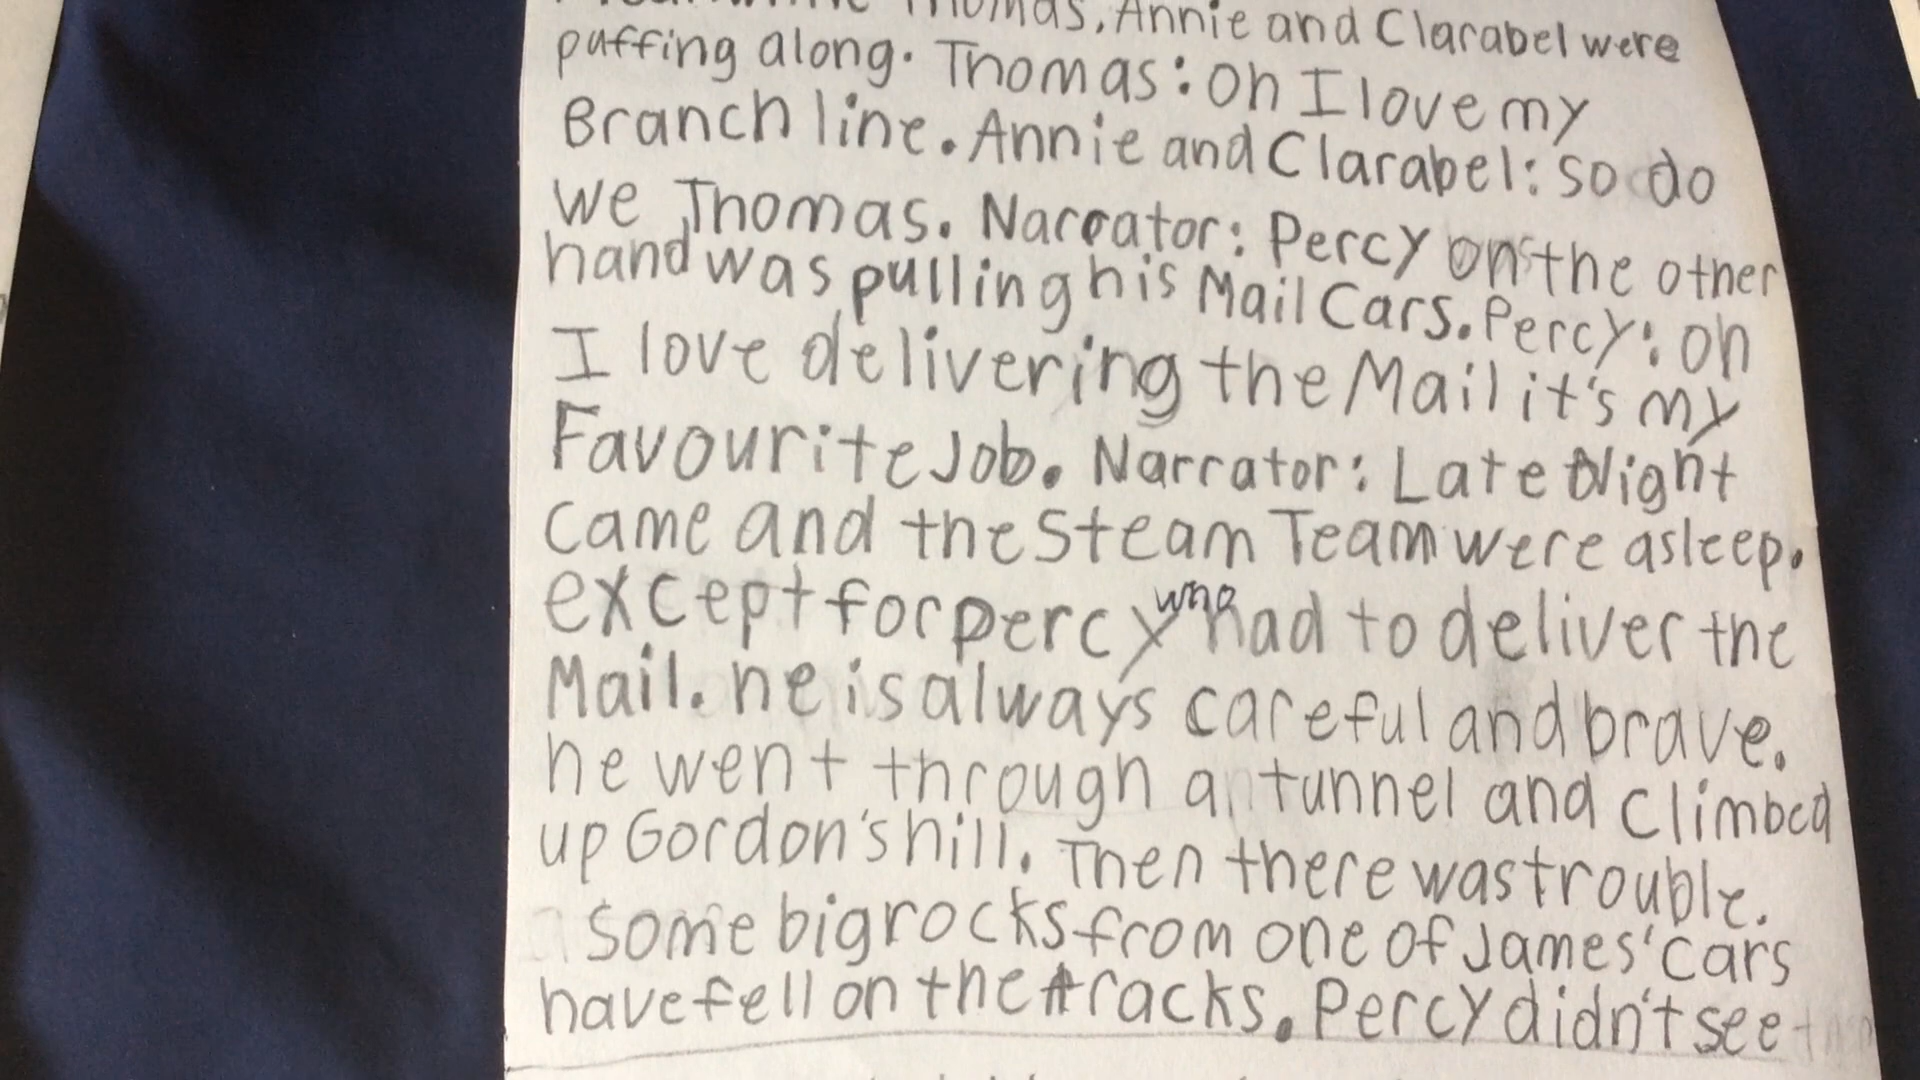 Thomas, Annie and Clarabel were
puffing along. Thomas: oh I love my
Branch line. Annie and Clarabel: so do
we Thomas. Narrator: Percy on the other
hand was pulling his Mail Cars. Percy: oh
I love delivering the Mail it's my
Favourite Job. Narrator: Late Night
came and the Steam Team were asleep.
except for percy who had to deliver the
Mail. he is always careful and brave.
he went through a tunnel and climbed
up Gordon's hill. Then there was trouble.
some big rocks from one of James' cars
have fell on the tracks. Percy didn't see